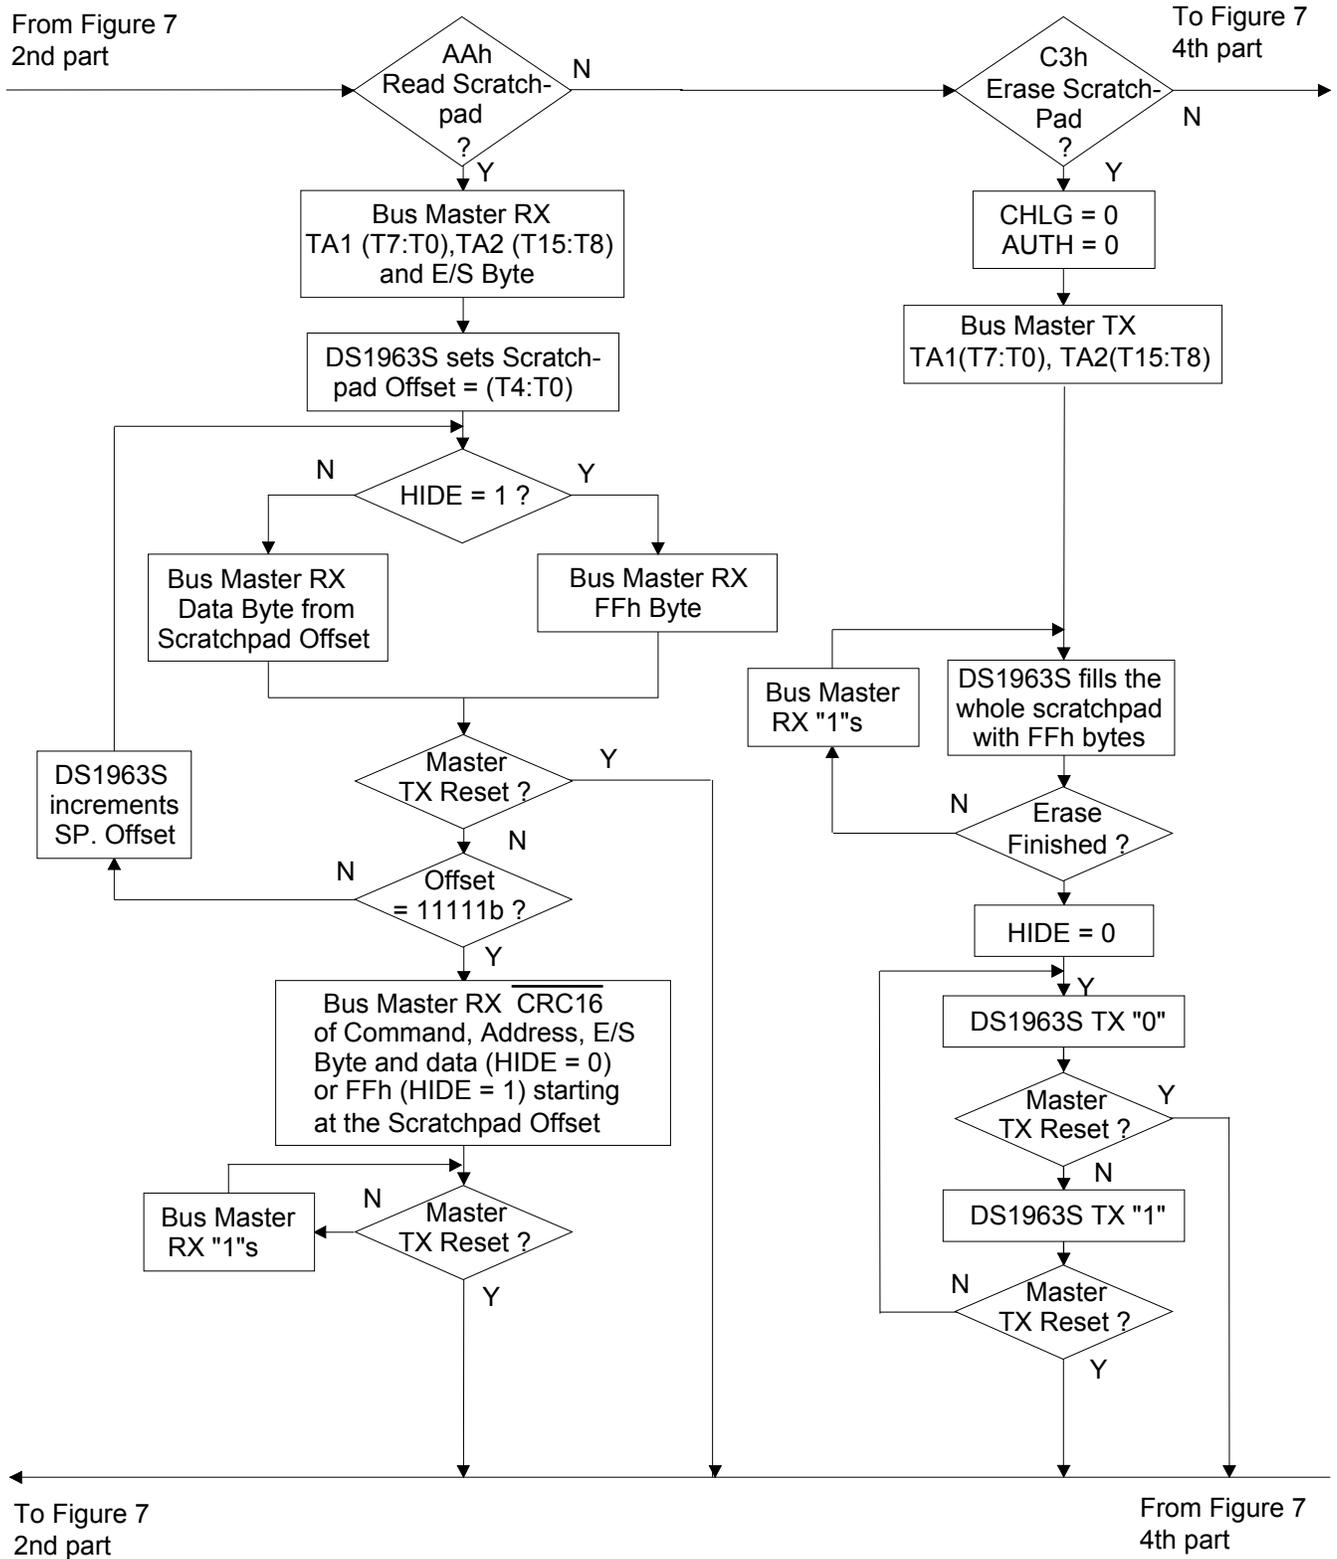 From Figure 7
2nd part
AAh
Read Scratch-
pad
?
N
Y
C3h
Erase Scratch-
Pad
?
To Figure 7
4th part
N
Y
Bus Master RX
TA1 (T7:T0),TA2 (T15:T8)
and E/S Byte
DS1963S sets Scratch-
pad Offset = (T4:T0)
N
HIDE = 1 ?
Y
Bus Master RX
Data Byte from
Scratchpad Offset
Bus Master RX
FFh Byte
Master
TX Reset ?
Y
N
DS1963S
increments
SP. Offset
N
Offset
= 11111b ?
Y
Bus Master RX CRC16
of Command, Address, E/S
Byte and data (HIDE = 0)
or FFh (HIDE = 1) starting
at the Scratchpad Offset
Bus Master
RX "1"s
N
Master
TX Reset ?
Y
CHLG = 0
AUTH = 0
Bus Master TX
TA1(T7:T0), TA2(T15:T8)
Bus Master
RX "1"s
DS1963S fills the
whole scratchpad
with FFh bytes
N
Erase
Finished ?
HIDE = 0
Y
DS1963S TX "0"
Master
TX Reset ?
Y
N
DS1963S TX "1"
N
Master
TX Reset ?
Y
To Figure 7
2nd part
From Figure 7
4th part